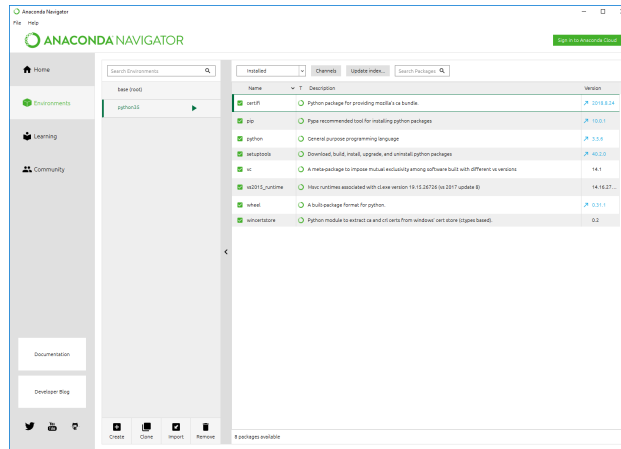 Anaconda Navigator
File Help
ANACONDA NAVIGATOR
Sign in to Anaconda Cloud
Home
Environments
Learning
Community
Documentation
Developer Blog
You Tube
Search Environments
base (root)
python36
Create Clone Import Remove
Installed Channels Update index... Search Packages
Name T Description Version
certifi Python package for providing mozilla's ca bundle. 2018.8.24
pip Pypa recommended tool for installing python packages 10.0.1
python General purpose programming language 3.5.6
setuptools Download, build, install, upgrade, and uninstall python packages 40.2.0
vc A meta-package to impose mutual exclusivity among software built with different vs versions 14.1
vs2015_runtime Msvc runtimes associated with cl.exe version 19.15.26726 (vs 2017 update 8) 14.16.27...
wheel A built-package format for python. 0.31.1
wincertstore Python module to extract ca and crl certs from windows' cert store (ctypes based). 0.2
8 packages available